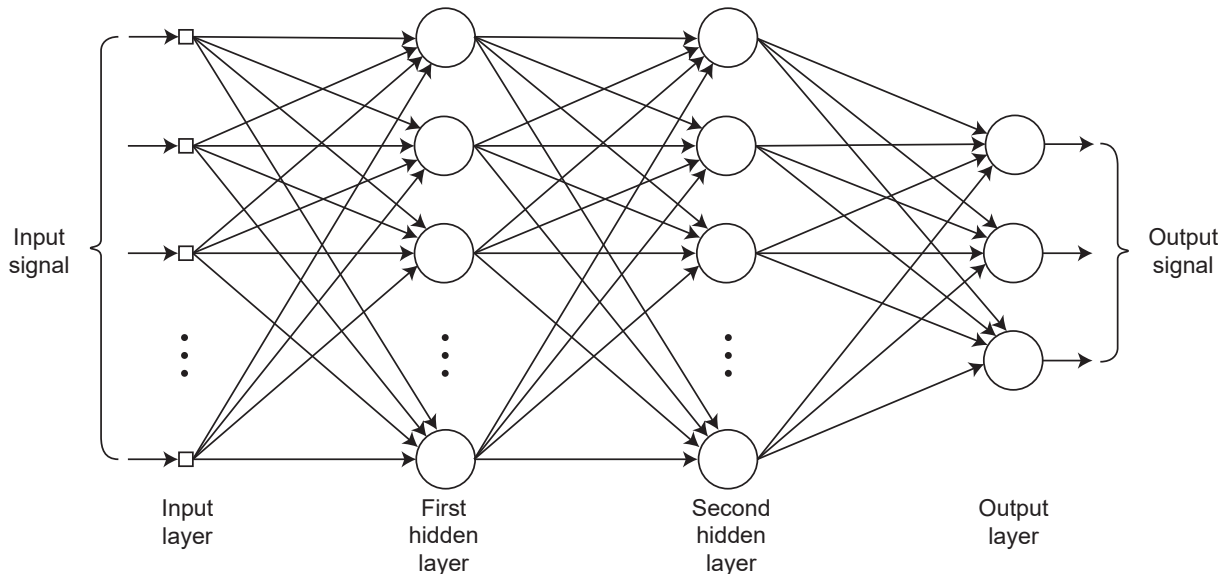 Input
signal
Output
signal
Input
layer
First
hidden
layer
Second
hidden
layer
Output
layer